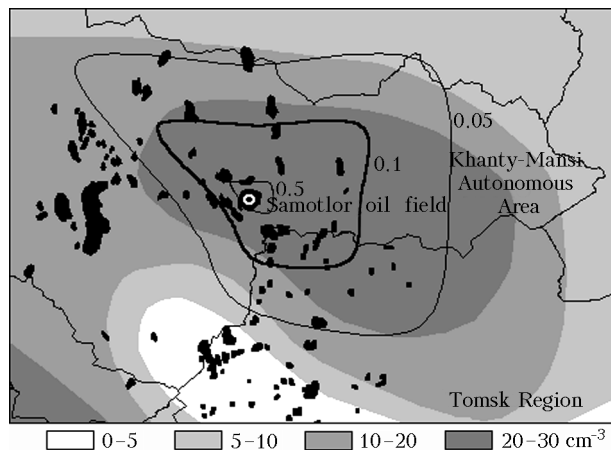 0.05
0.1
Khanty-Mansi
Autonomous
Area
0.5
Samotlor oil field
Tomsk Region
0–5
5–10
10–20
20–30 cm⁻³